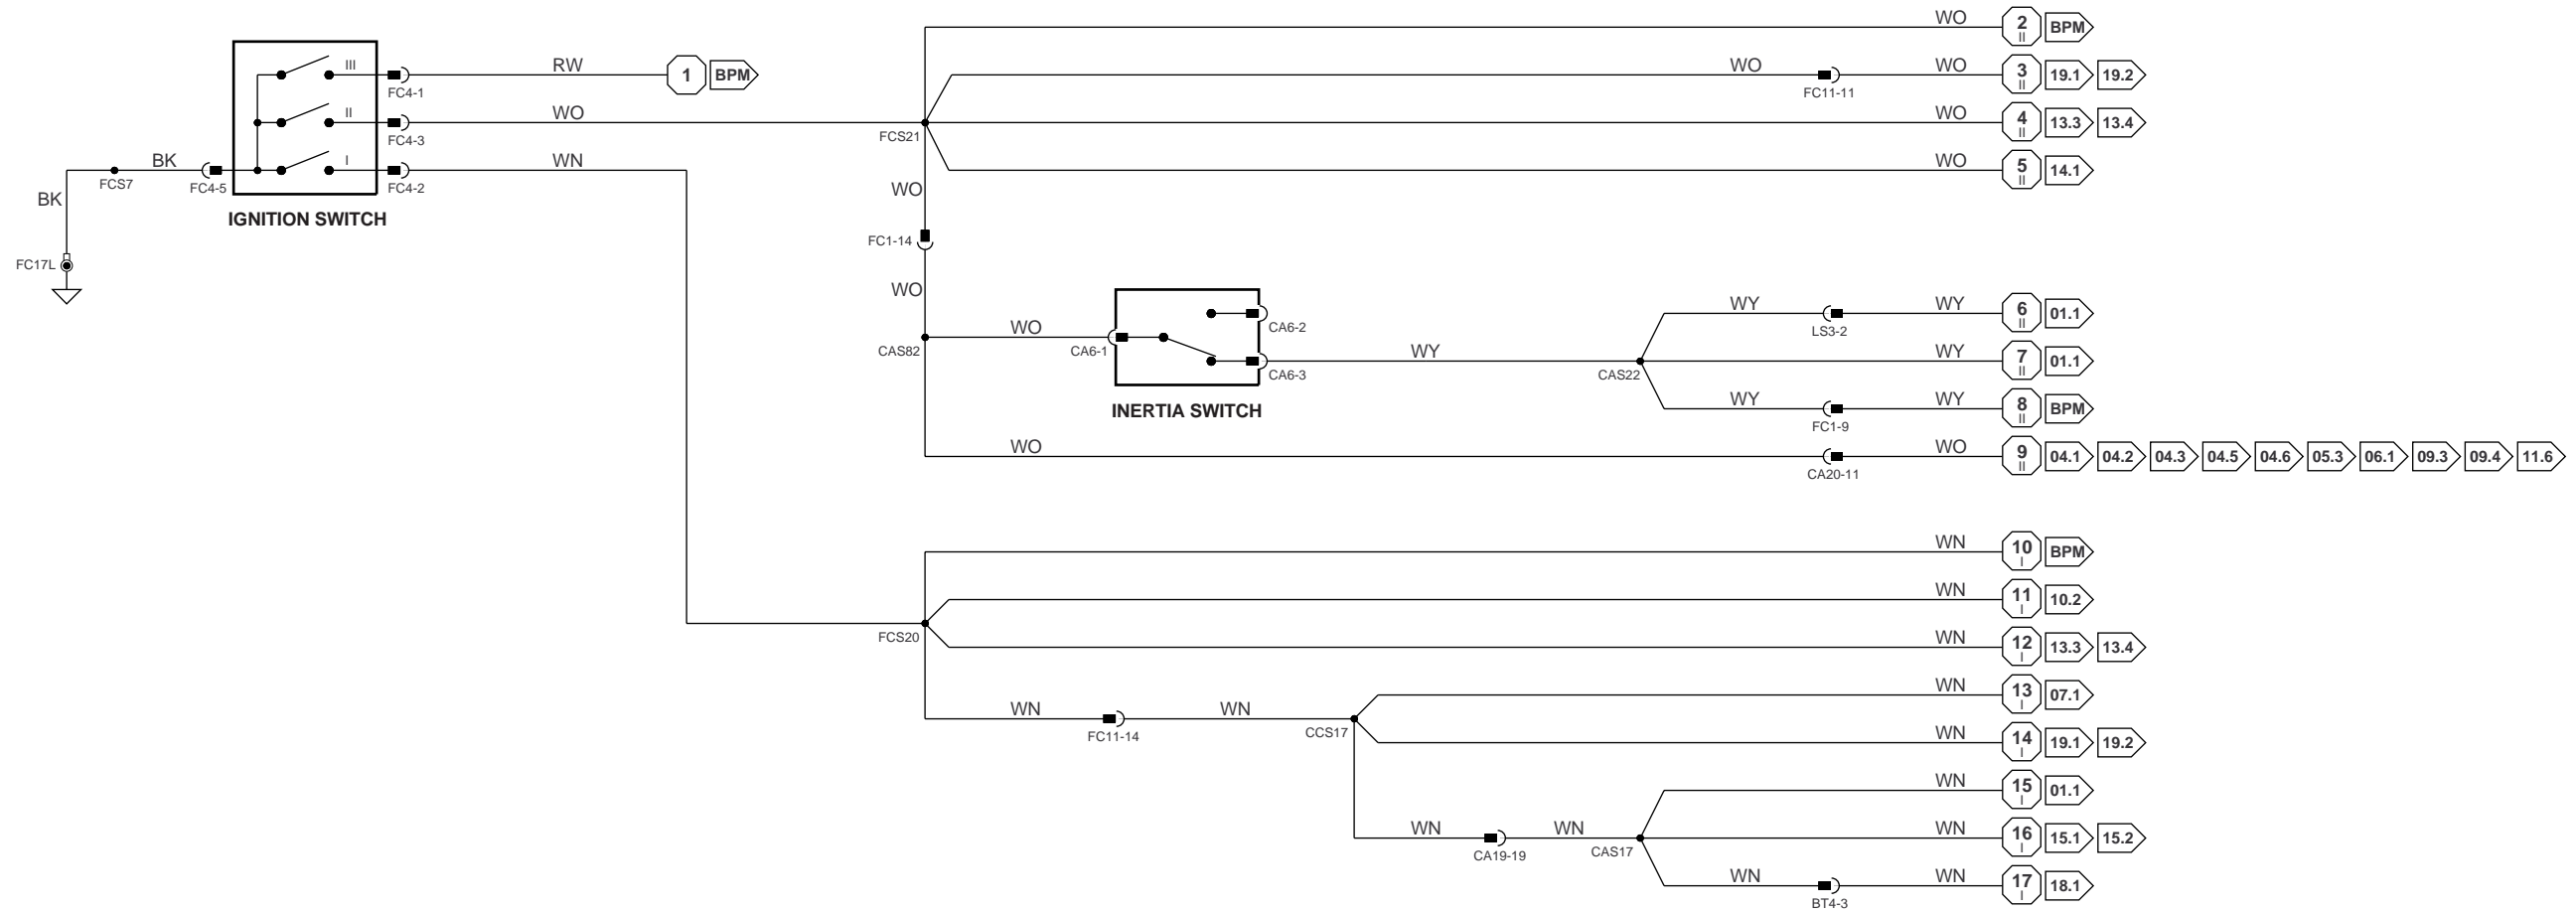 WO 2 II BPM
III RW 1 BPM WO WO 3 II 19.1 19.2
FC4-1 FC11-11
II WO WO 4 II 13.3 13.4
FC4-3 FCS21
BK I WN WO 5 II 14.1
FCS7 FC4-5 FC4-2
BK WO
IGNITION SWITCH
FC1-14
FC17L
WO
WY WY 6 II 01.1
WO CA6-2 LS3-2
CAS82 CA6-1 WY WY 7 II 01.1
CA6-3 CAS22
INERTIA SWITCH WY WY 8 II BPM
FC1-9
WO WO 9 II 04.1 04.2 04.3 04.5 04.6 05.3 06.1 09.3 09.4 11.6
CA20-11
WN 10 I BPM
WN 11 I 10.2
FCS20
WN 12 I 13.3 13.4
WN 13 I 07.1
WN WN
FC11-14 CCS17
WN 14 I 19.1 19.2
WN 15 I 01.1
WN WN WN 16 I 15.1 15.2
CA19-19 CAS17
WN WN 17 I 18.1
BT4-3